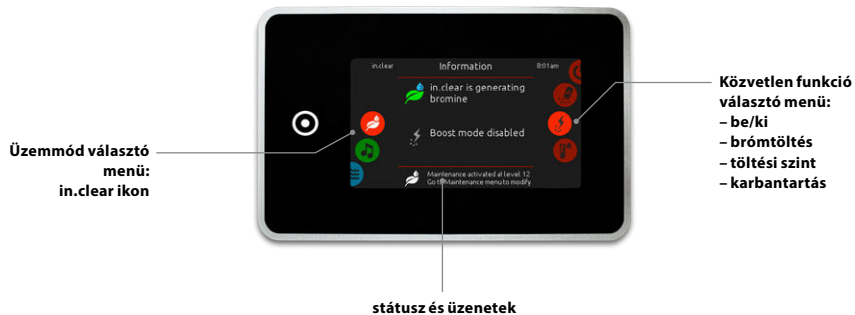 in.clear
Information
8:01am
in.clear is generating
bromine
Boost mode disabled
Maintenance activated at level 12
Go to Maintenance menu to modify
Üzemmód választó
menü:
in.clear ikon
Közvetlen funkció
választó menü:
– be/ki
– brómtöltés
– töltési szint
– karbantartás
státusz és üzenetek